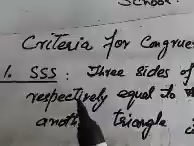 School:
Criteria for Congrue
1. SSS : Three sides of
respectively equal to
another triangle